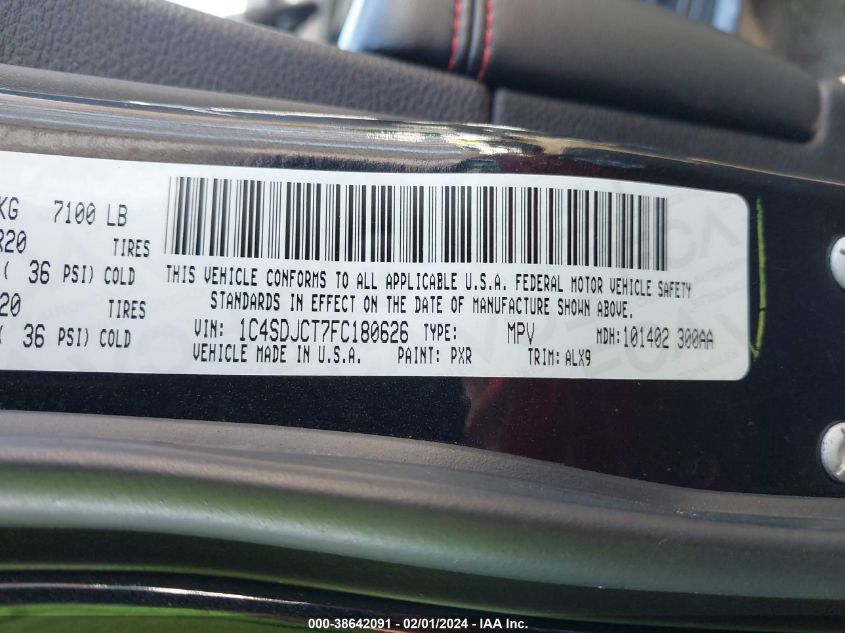 KG 7100 LB
R20 TIRES
( 36 PSI) COLD
20 TIRES
( 36 PSI) COLD
THIS VEHICLE CONFORMS TO ALL APPLICABLE U.S.A. FEDERAL MOTOR VEHICLE SAFETY
STANDARDS IN EFFECT ON THE DATE OF MANUFACTURE SHOWN ABOVE.
VIN: 1C4SDJCT7FC180626 TYPE: MPV MDH: 101402 300AA
VEHICLE MADE IN U.S.A. PAINT: PXR TRIM: ALX9
000-38642091 - 02/01/2024 - IAA Inc.